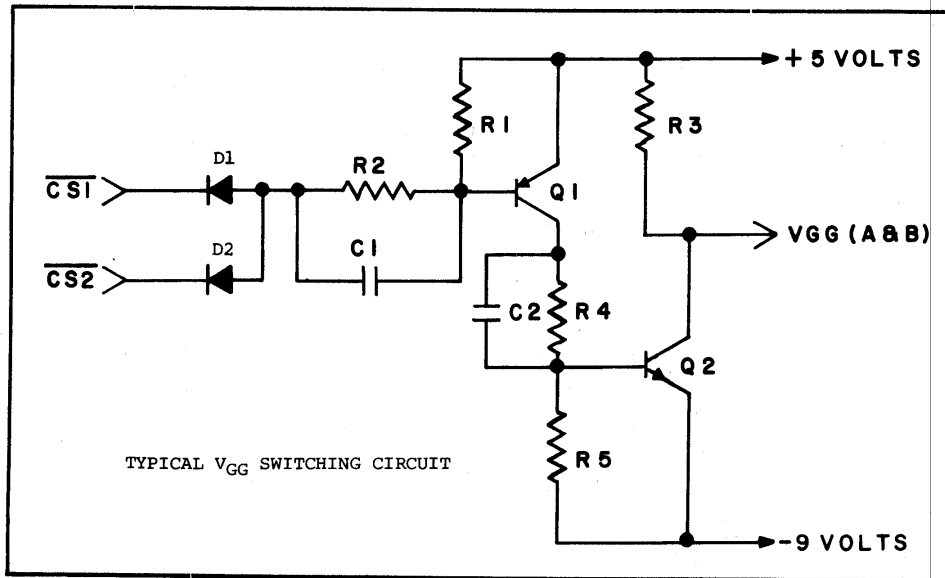 + 5 VOLTS
R1
R3
D1
R2
CS1
Q1
VGG (A&B)
C1
D2
CS2
C2
R4
Q2
R5
TYPICAL VGG SWITCHING CIRCUIT
-9 VOLTS